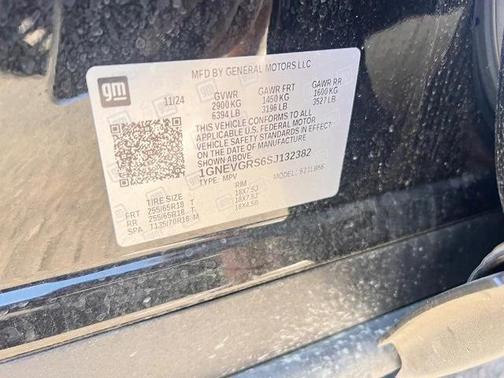 gm
MFD BY GENERAL MOTORS LLC
11/24
GVWR GAWR FRT GAWR RR
2900 KG 1450 KG 1600 KG
6394 LB 3196 LB 3527 LB
THIS VEHICLE CONFORMS TO ALL
APPLICABLE U.S. FEDERAL MOTOR
VEHICLE SAFETY STANDARDS IN EFFECT
ON THE DATE OF MANUFACTURE
SHOWN ABOVE.
1GNEVGRS6SJ132382
TYPE: MPV MODEL:
TIRE SIZE RIM
FRT 255/65R18 T 18X7.5J
RR 255/65R18 T 18X7.5J
SPA T135/70R18 M 18X4.5B